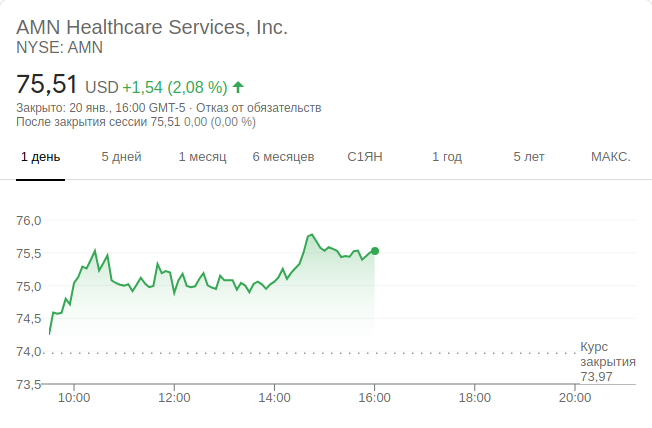 AMN Healthcare Services, Inc.
NYSE: AMN
75,51 USD +1,54 (2,08 %)
Закрыто: 20 янв., 16:00 GMT-5 · Отказ от обязательств
После закрытия сессии 75,51 0,00 (0,00 %)
1 день 5 дней 1 месяц 6 месяцев С1ЯН 1 год 5 лет МАКС.
76,0
75,5
75,0
74,5
74,0
73,5
Курс
закрытия
73,97
10:00 12:00 14:00 16:00 18:00 20:00